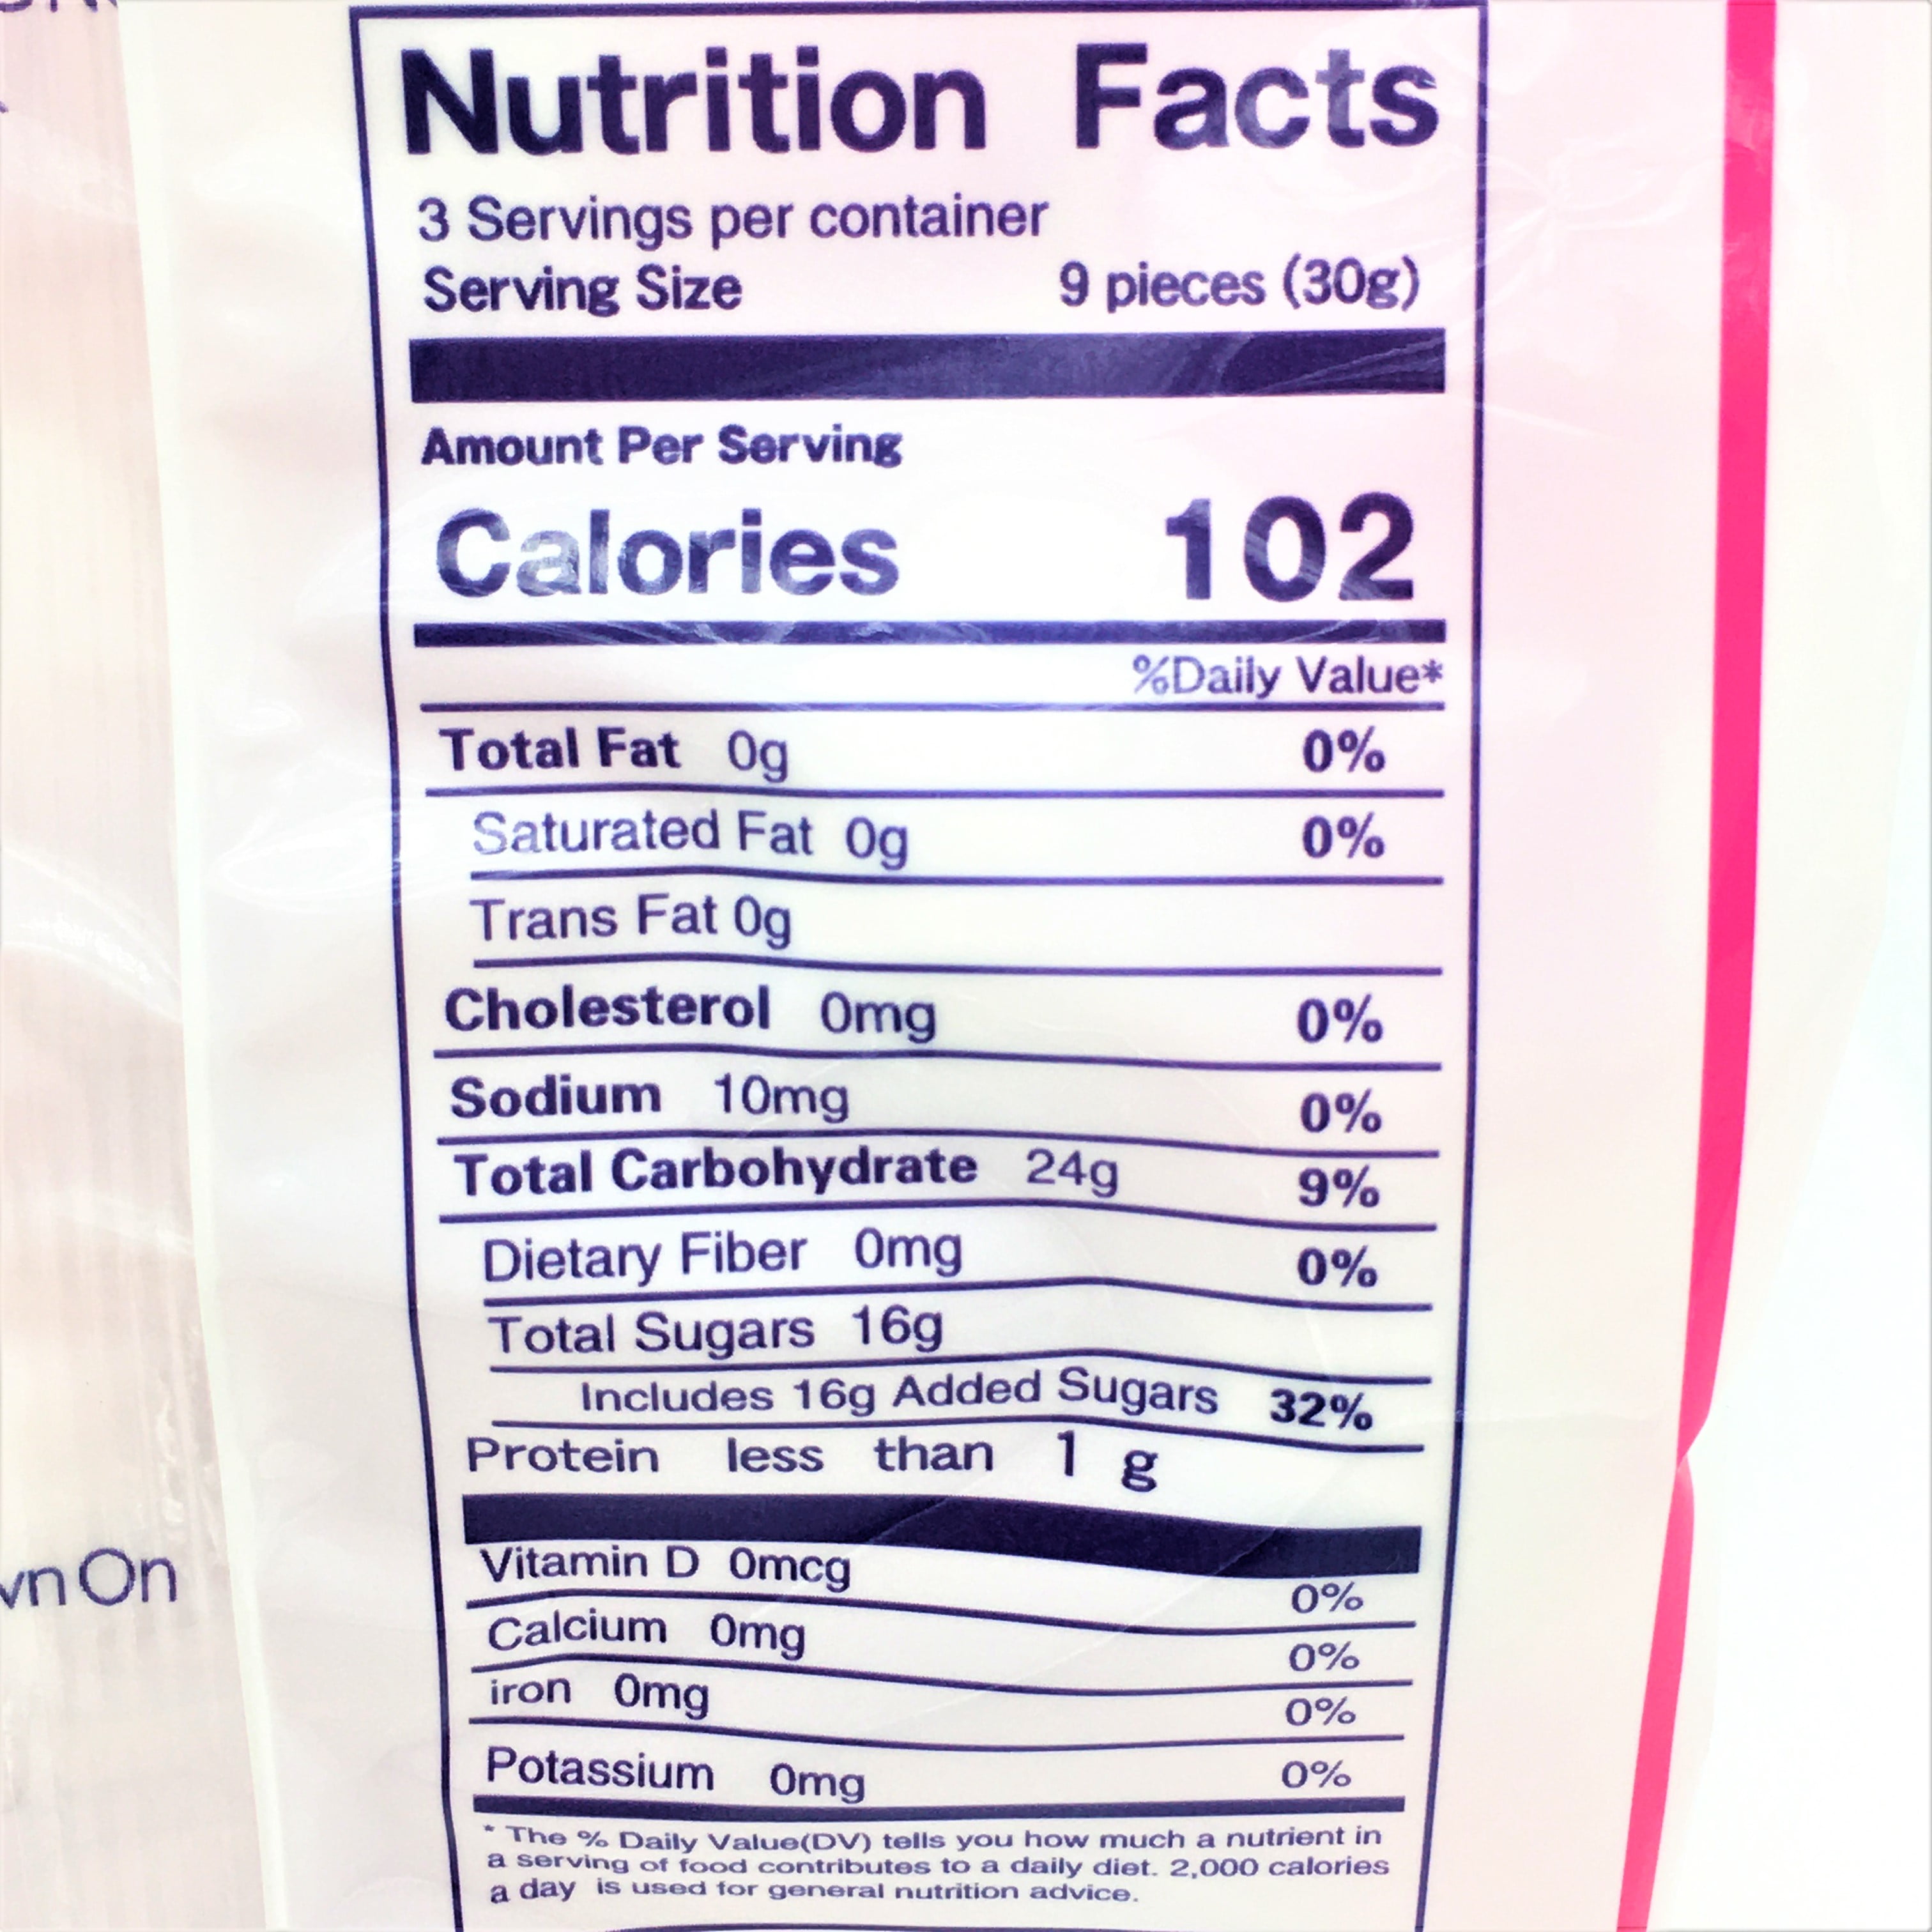 Nutrition Facts
3 Servings per container
Serving Size 9 pieces (30g)
Amount Per Serving
Calories 102
%Daily Value*
Total Fat 0g 0%
Saturated Fat 0g 0%
Trans Fat 0g
Cholesterol 0mg 0%
Sodium 10mg 0%
Total Carbohydrate 24g 9%
Dietary Fiber 0mg 0%
Total Sugars 16g
Includes 16g Added Sugars 32%
Protein less than 1 g
Vitamin D 0mcg 0%
Calcium 0mg 0%
iron 0mg 0%
Potassium 0mg 0%
* The % Daily Value(DV) tells you how much a nutrient in
a serving of food contributes to a daily diet. 2,000 calories
a day is used for general nutrition advice.
On